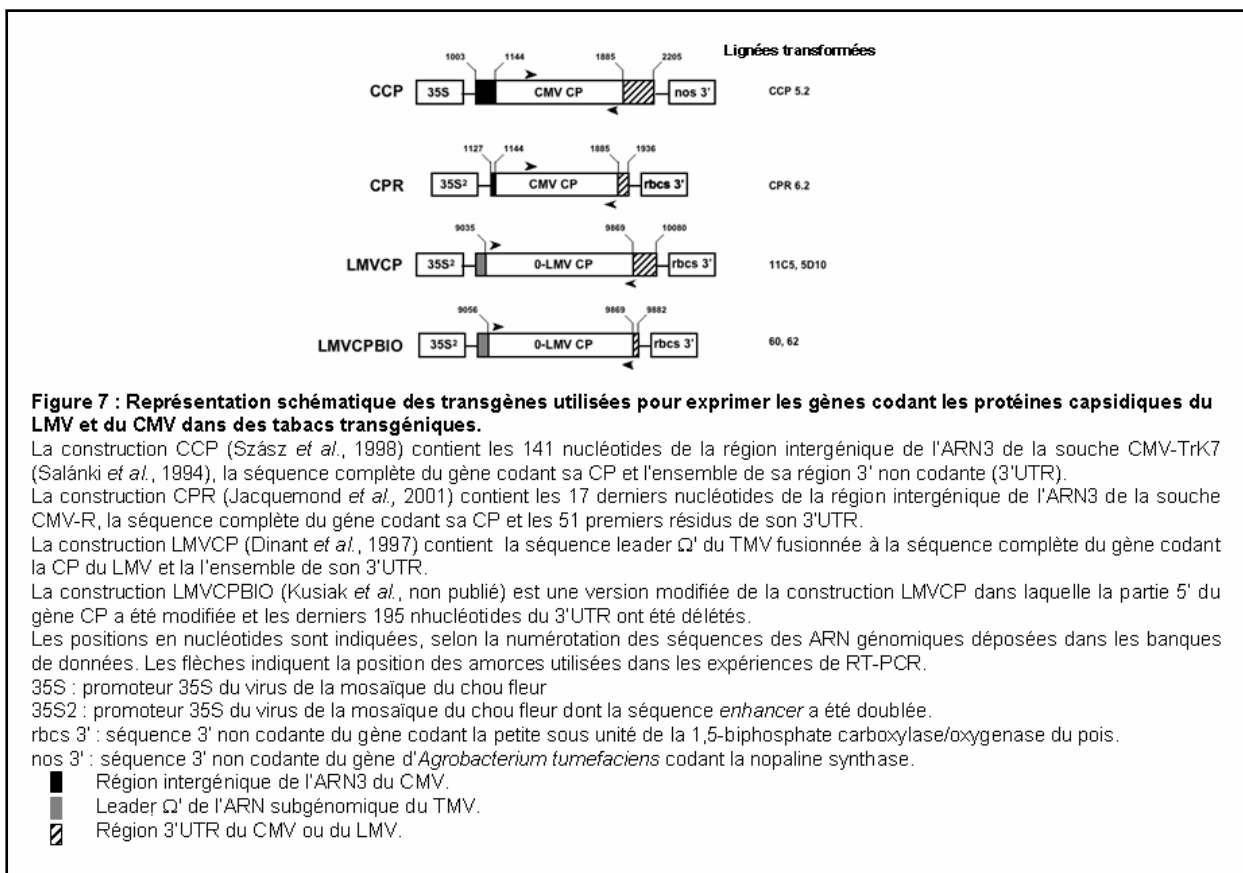 Lignées transformées
1003 1144 1885 2205
CCP 35S CMV CP nos 3' CCP 5.2
1127 1144 1885 1936
CPR 35S² CMV CP rbcs 3' CPR 6.2
9035 9869 10080
LMVCP 35S² 0-LMV CP rbcs 3' 11C5, 5D10
9056 9869 9882
LMVCPBIO 35S² 0-LMV CP rbcs 3' 60, 62
Figure 7 : Représentation schématique des transgènes utilisées pour exprimer les gènes codant les protéines capsidiques du
LMV et du CMV dans des tabacs transgéniques.
La construction CCP (Szász et al., 1998) contient les 141 nucléotides de la région intergénique de l'ARN3 de la souche CMV-TrK7
(Salánki et al., 1994), la séquence complète du gène codant sa CP et l'ensemble de sa région 3' non codante (3'UTR).
La construction CPR (Jacquemond et al., 2001) contient les 17 derniers nucléotides de la région intergénique de l'ARN3 de la souche
CMV-R, la séquence complète du géne codant sa CP et les 51 premiers résidus de son 3'UTR.
La construction LMVCP (Dinant et al., 1997) contient la séquence leader Ω' du TMV fusionnée à la séquence complète du gène codant
la CP du LMV et la l'ensemble de son 3'UTR.
La construction LMVCPBIO (Kusiak et al., non publié) est une version modifiée de la construction LMVCP dans laquelle la partie 5' du
gène CP a été modifiée et les derniers 195 nhucléotides du 3'UTR ont été délétés.
Les positions en nucléotides sont indiquées, selon la numérotation des séquences des ARN génomiques déposées dans les banques
de données. Les flèches indiquent la position des amorces utilisées dans les expériences de RT-PCR.
35S : promoteur 35S du virus de la mosaïque du chou fleur
35S2 : promoteur 35S du virus de la mosaïque du chou fleur dont la séquence enhancer a été doublée.
rbcs 3' : séquence 3' non codante du gène codant la petite sous unité de la 1,5-biphosphate carboxylase/oxygenase du pois.
nos 3' : séquence 3' non codante du gène d'Agrobacterium tumefaciens codant la nopaline synthase.
Région intergénique de l'ARN3 du CMV.
Leader Ω' de l'ARN subgénomique du TMV.
Région 3'UTR du CMV ou du LMV.